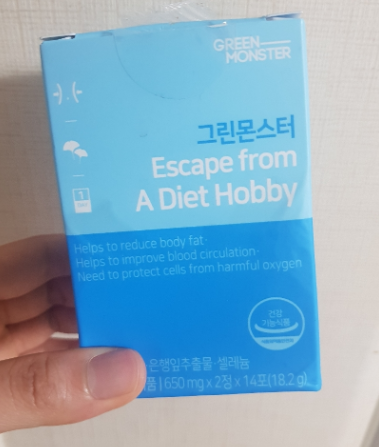 GREEN
MONSTER
그린몬스터
Escape from
A Diet Hobby
1
Helps to reduce body fat·
Helps to improve blood circulation·
Need to protect cells from harmful oxygen
건강
기능식품
은행잎추출물·셀레늄
품 | 650 mg x 2정 x 14포(18.2 g)